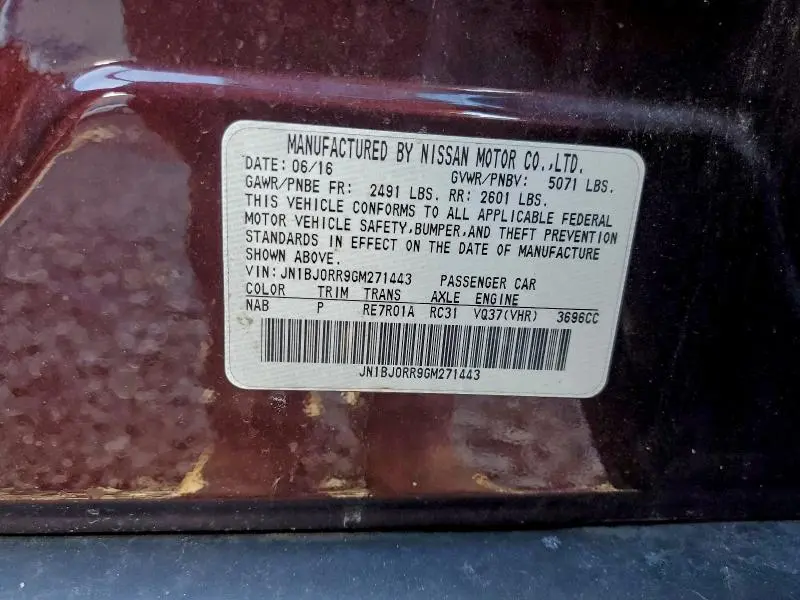 MANUFACTURED BY NISSAN MOTOR CO.,LTD.
DATE: 06/16 GVWR/PNBV: 5071 LBS.
GAWR/PNBE FR: 2491 LBS. RR: 2601 LBS.
THIS VEHICLE CONFORMS TO ALL APPLICABLE FEDERAL
MOTOR VEHICLE SAFETY,BUMPER,AND THEFT PREVENTION
STANDARDS IN EFFECT ON THE DATE OF MANUFACTURE
SHOWN ABOVE.
VIN: JN1BJ0RR9GM271443 PASSENGER CAR
COLOR TRIM TRANS AXLE ENGINE
NAB P RE7R01A RC31 VQ37(VHR) 3696CC
JN1BJ0RR9GM271443